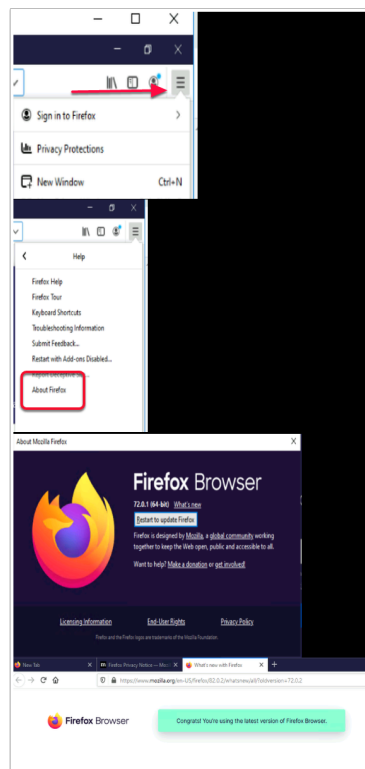 Sign in to Firefox
Privacy Protections
New Window Ctrl+N
Help
Firefox Help
Firefox Tour
Keyboard Shortcuts
Troubleshooting Information
Submit Feedback...
Restart with Add-ons Disabled...
About Firefox
About Mozilla Firefox
Firefox Browser
72.0.1 (64-bit) What's new
Restart to update Firefox
Firefox is designed by Mozilla, a global community working
together to keep the Web open, public and accessible to all.
Want to help? Make a donation or get involved!
Licensing Information End-User Rights Privacy Policy
Firefox and the Firefox logos are trademarks of the Mozilla Foundation.
New Tab Firefox Privacy Notice — Mozil What's new with Firefox
Firefox Browser Congrats! You're using the latest version of Firefox Browser.